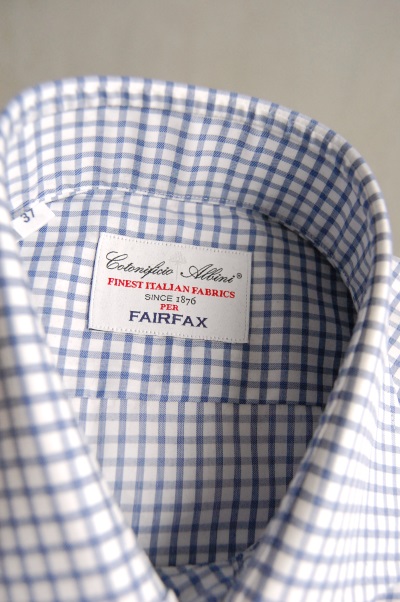 37
Cotonificio Albini®
FINEST ITALIAN FABRICS
SINCE 1876
PER
FAIRFAX